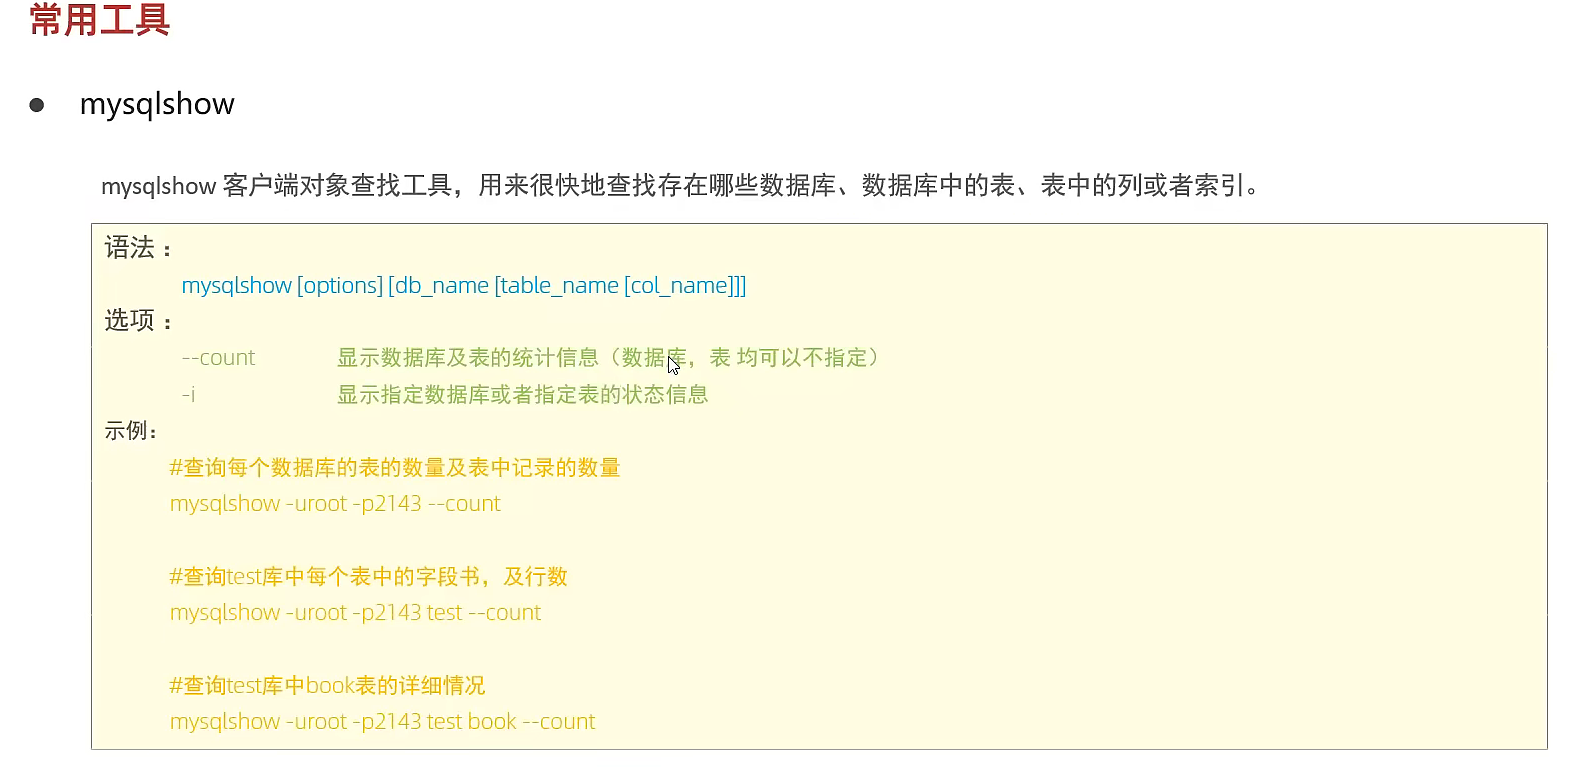 常用工具
● mysqlshow
mysqlshow 客户端对象查找工具，用来很快地查找存在哪些数据库、数据库中的表、表中的列或者索引。
语法：
mysqlshow [options] [db_name [table_name [col_name]]]
选项：
--count 显示数据库及表的统计信息（数据库，表 均可以不指定）
-i 显示指定数据库或者指定表的状态信息
示例：
#查询每个数据库的表的数量及表中记录的数量
mysqlshow -uroot -p2143 --count
#查询test库中每个表中的字段书，及行数
mysqlshow -uroot -p2143 test --count
#查询test库中book表的详细情况
mysqlshow -uroot -p2143 test book --count